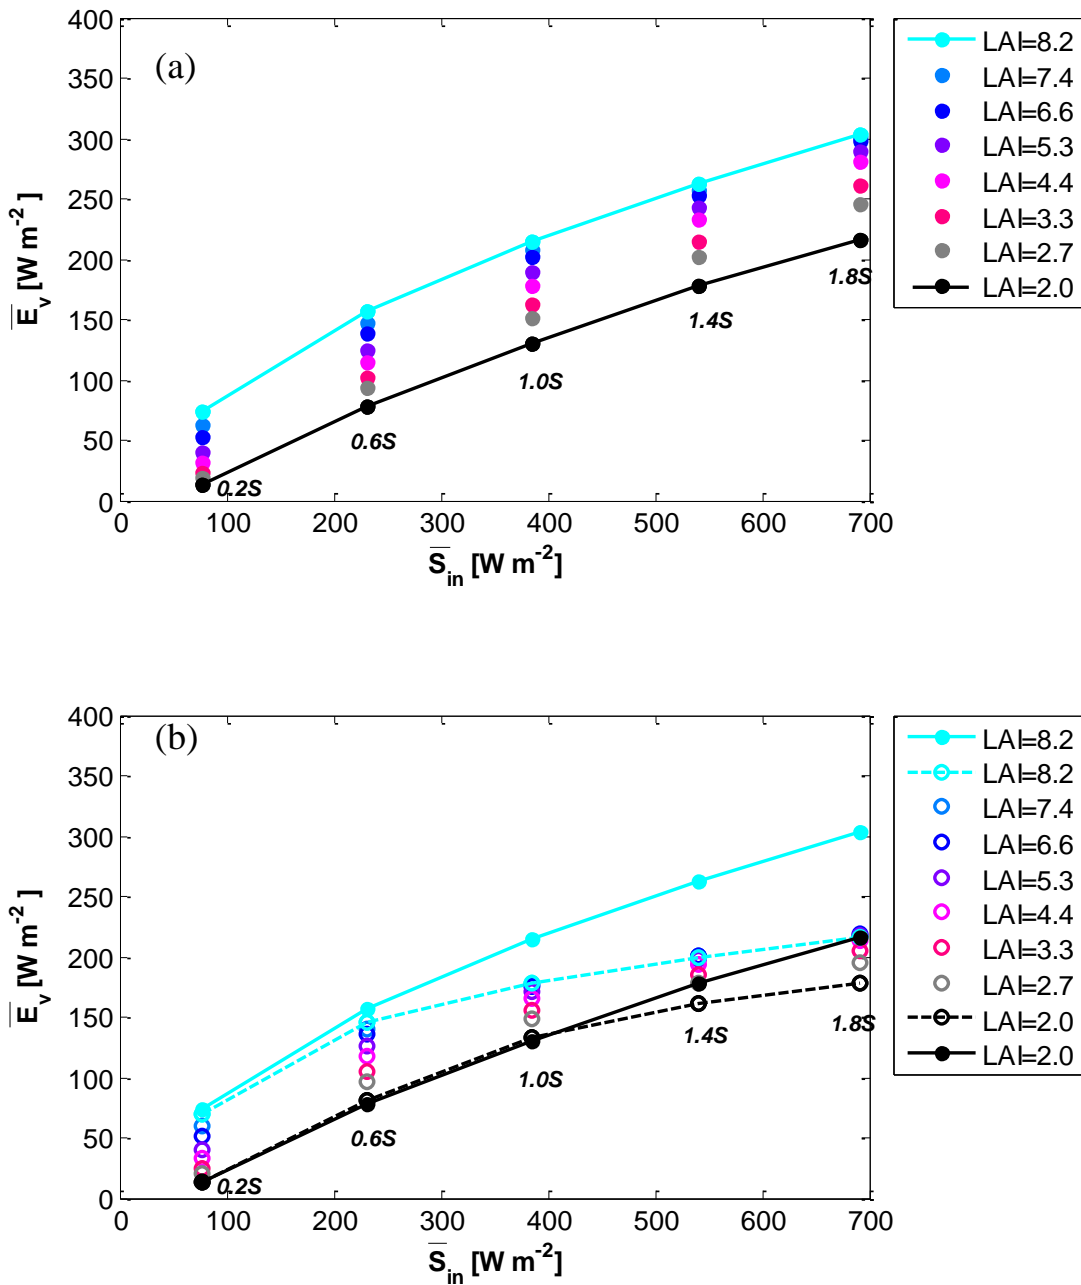 (a)
400
350
300
250
200
150
100
50
0
E̅v [W m-2]
0 100 200 300 400 500 600 700
S̅in [W m-2]
0.2S
0.6S
1.0S
1.4S
1.8S
LAI=8.2
LAI=7.4
LAI=6.6
LAI=5.3
LAI=4.4
LAI=3.3
LAI=2.7
LAI=2.0
(b)
400
350
300
250
200
150
100
50
0
E̅v [W m-2]
0 100 200 300 400 500 600 700
S̅in [W m-2]
0.2S
0.6S
1.0S
1.4S
1.8S
LAI=8.2
LAI=8.2
LAI=7.4
LAI=6.6
LAI=5.3
LAI=4.4
LAI=3.3
LAI=2.7
LAI=2.0
LAI=2.0